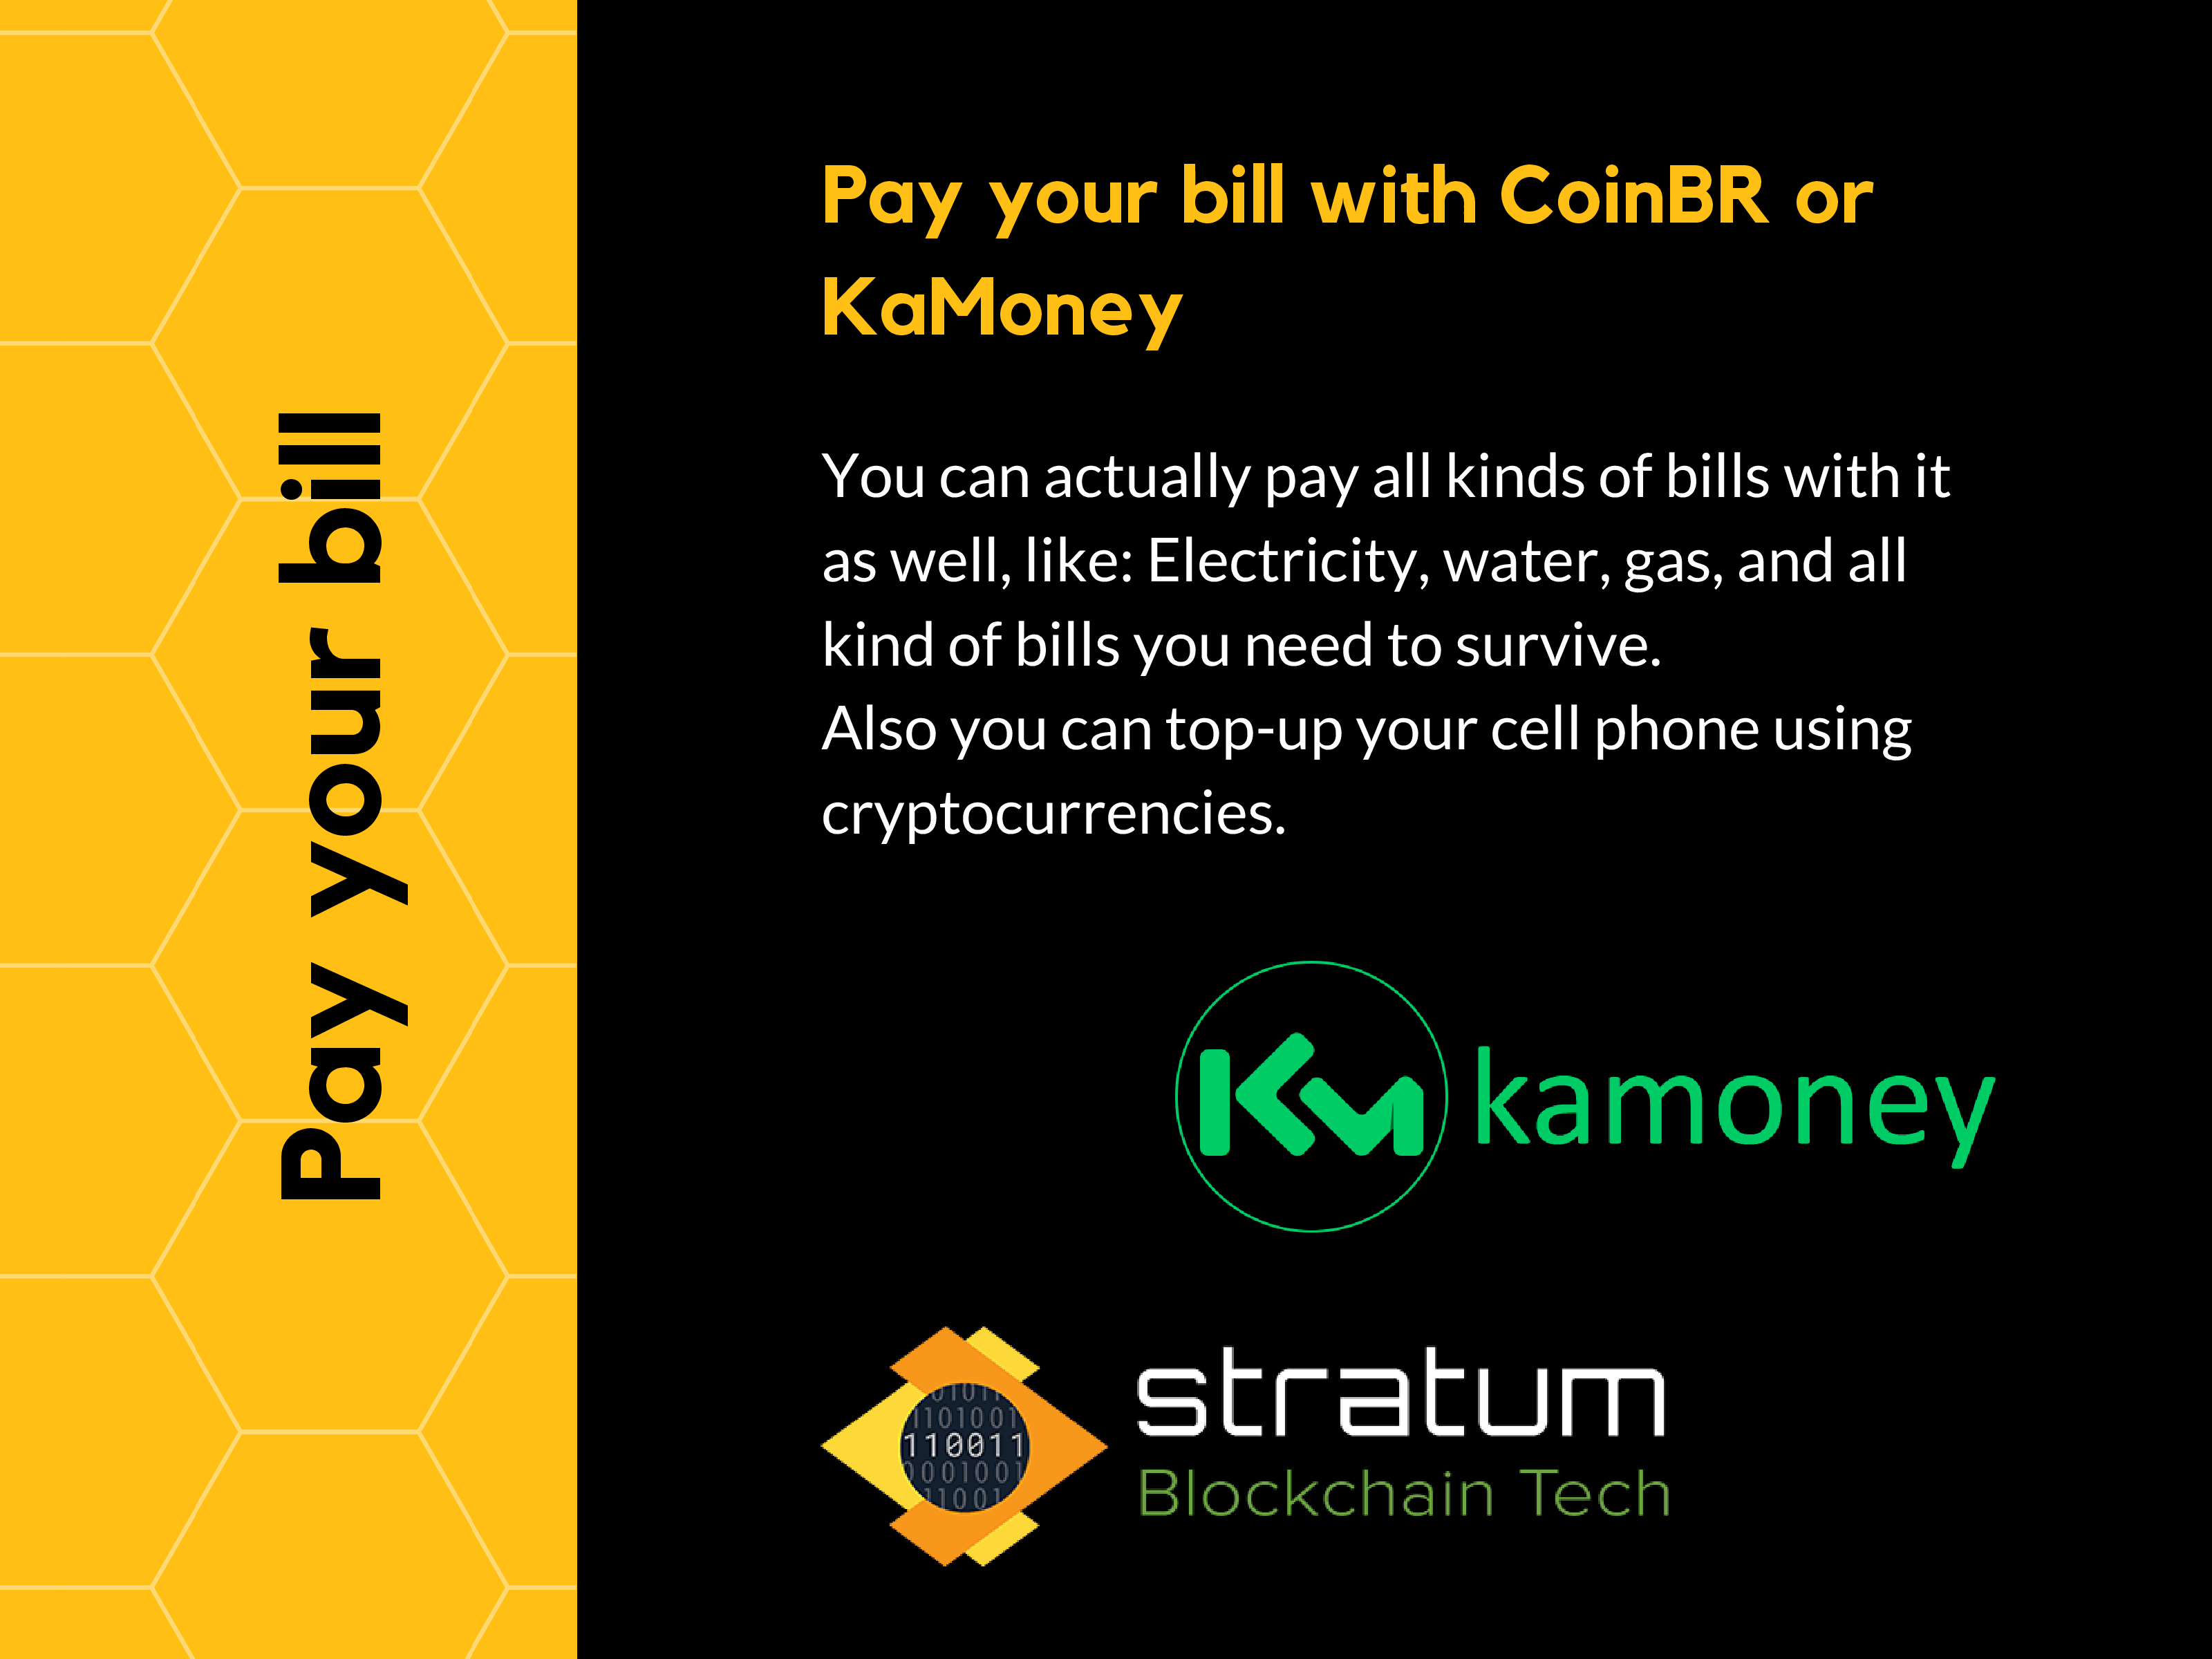 Pay your bill
Pay your bill with CoinBR or
KaMoney
You can actually pay all kinds of bills with it
as well, like: Electricity, water, gas, and all
kind of bills you need to survive.
Also you can top-up your cell phone using
cryptocurrencies.
KM kamoney
stratum
Blockchain Tech
110011